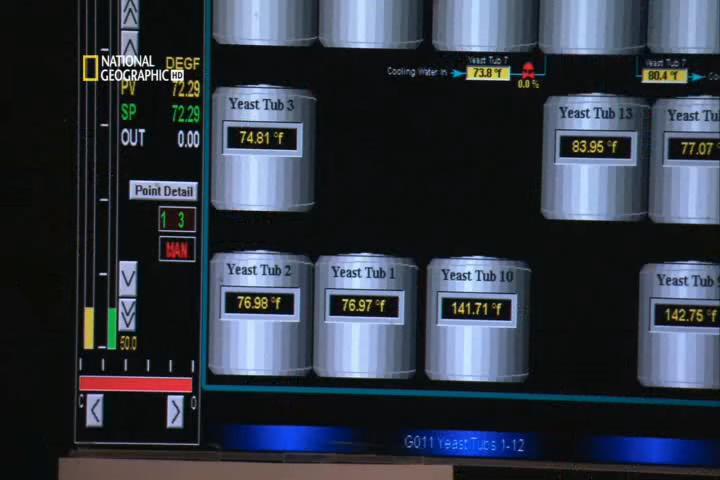 NATIONAL
GEOGRAPHIC HD
DEGF
PV 72.29
SP 72.29
OUT 0.00
Point Detail
1 3
MAN
50.0
Cooling Water In
Yeast Tub 7
73.8 °f
0.0 %
Yeast Tub 7
80.4 °f
Yeast Tub 3
74.81 °f
Yeast Tub 13
83.95 °f
77.07
Yeast Tub 2
76.98 °f
Yeast Tub 1
76.97 °f
Yeast Tub 10
141.71 °f
Yeast Tub
142.75 °f
G011 Yeast Tubs 1-12